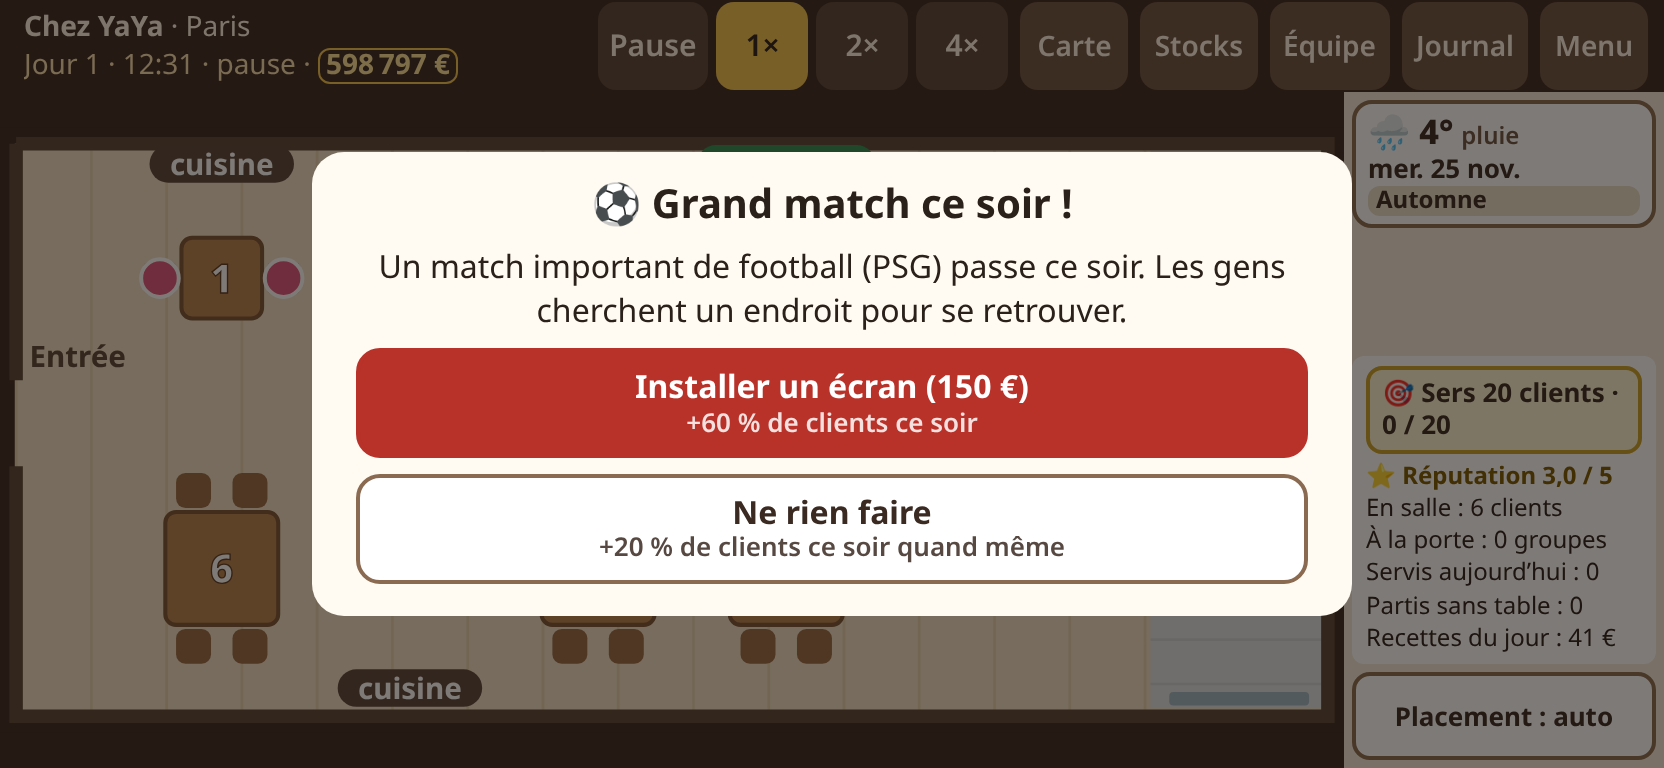 Chez YaYa · Paris
Jour 1 · 12:31 · pause · 598 797 €
Pause
1×
2×
4×
Carte
Stocks
Équipe
Journal
Menu
cuisine
1
Entrée
6
cuisine
⚽ Grand match ce soir !
Un match important de football (PSG) passe ce soir. Les gens
cherchent un endroit pour se retrouver.
Installer un écran (150 €)
+60 % de clients ce soir
Ne rien faire
+20 % de clients ce soir quand même
🌧️ 4° pluie
mer. 25 nov.
Automne
🎯 Sers 20 clients ·
0 / 20
⭐ Réputation 3,0 / 5
En salle : 6 clients
À la porte : 0 groupes
Servis aujourd’hui : 0
Partis sans table : 0
Recettes du jour : 41 €
Placement : auto